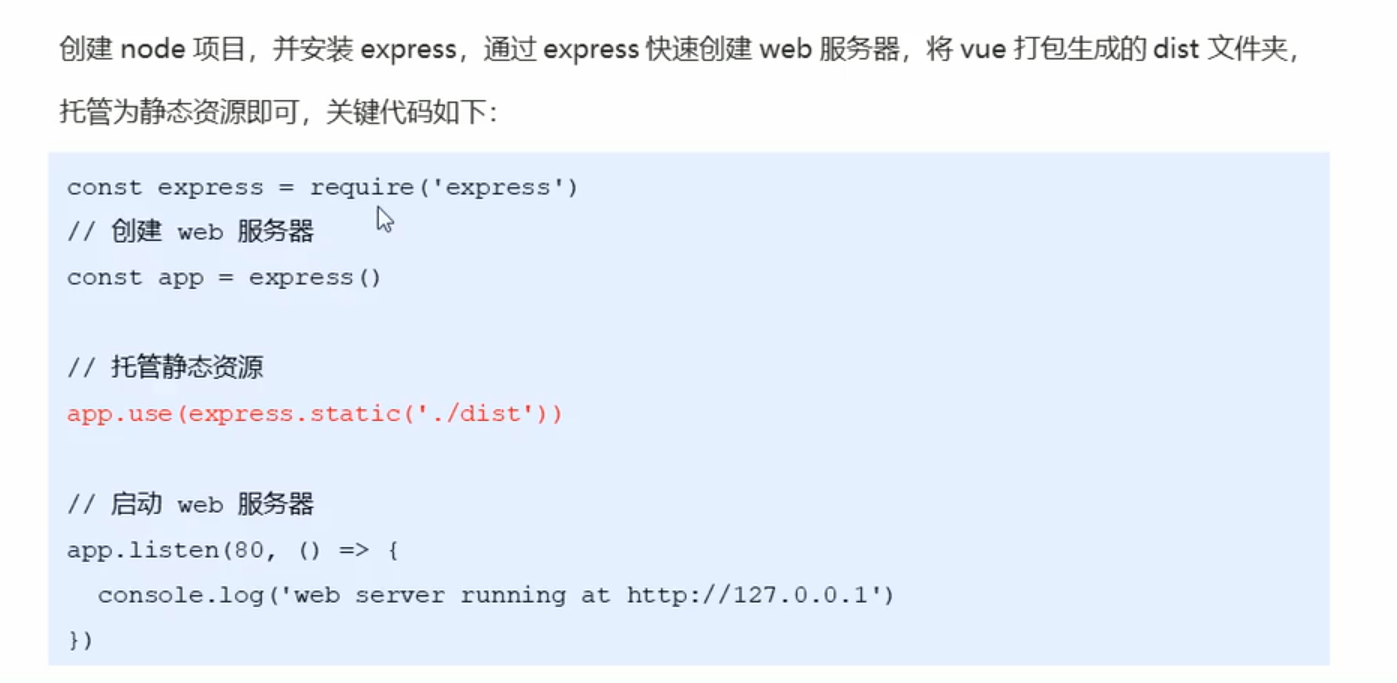 创建 node 项目，并安装 express，通过 express 快速创建 web 服务器，将 vue 打包生成的 dist 文件夹，
托管为静态资源即可，关键代码如下：
const express = require('express')
// 创建 web 服务器
const app = express()
// 托管静态资源
app.use(express.static('./dist'))
// 启动 web 服务器
app.listen(80, () => {
  console.log('web server running at http://127.0.0.1')
})